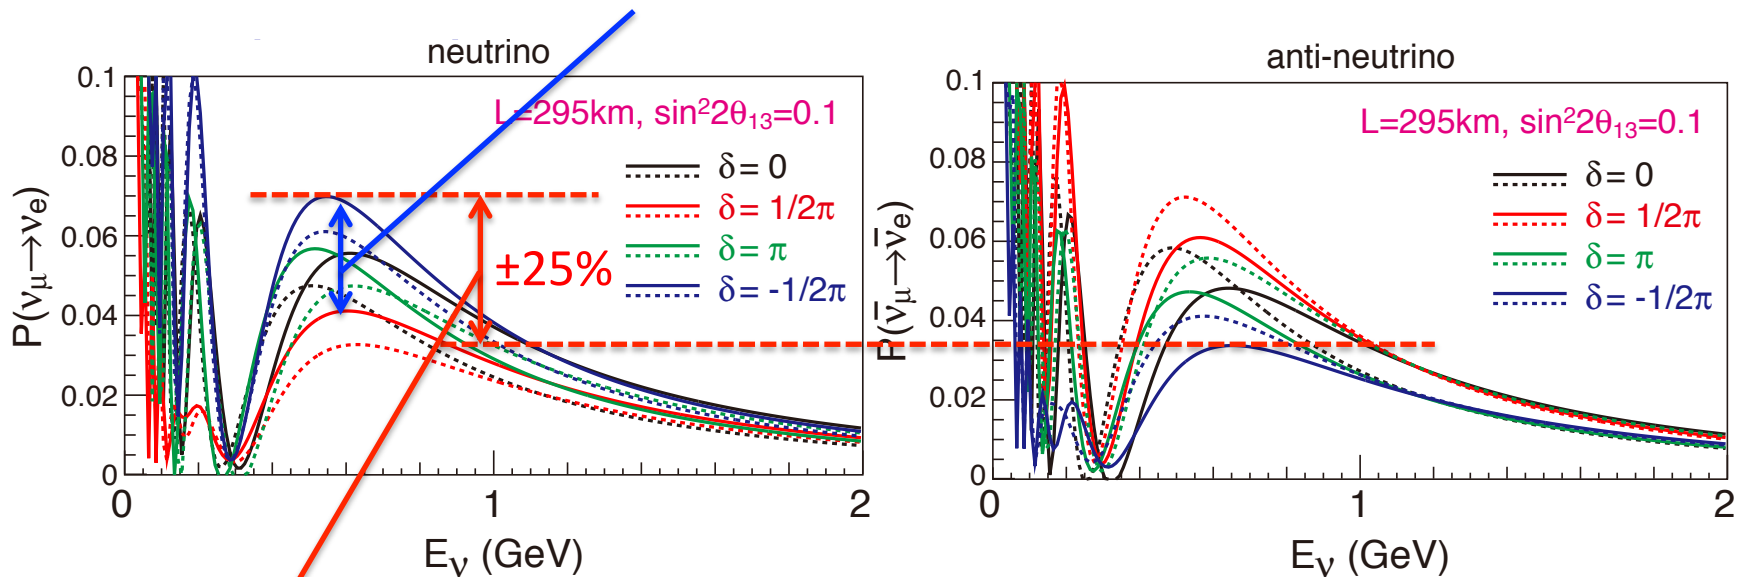 neutrino
0.1
0.08
0.06
0.04
0.02
0
0
1
2
P(νμ→νe)
Eν (GeV)
L=295km, sin²2θ₁₃=0.1
δ = 0
δ = 1/2π
δ = π
δ = -1/2π
±25%
anti-neutrino
0.1
0.08
0.06
0.04
0.02
0
0
1
2
P(ν̄μ→ν̄e)
Eν (GeV)
L=295km, sin²2θ₁₃=0.1
δ = 0
δ = 1/2π
δ = π
δ = -1/2π